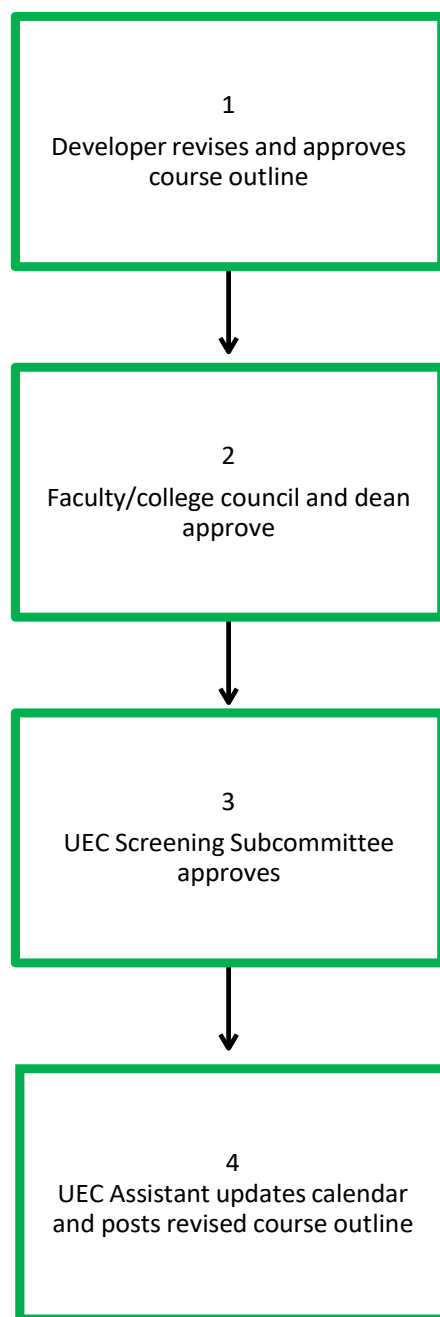 1
Developer revises and approves
course outline
2
Faculty/college council and dean
approve
3
UEC Screening Subcommittee
approves
4
UEC Assistant updates calendar
and posts revised course outline